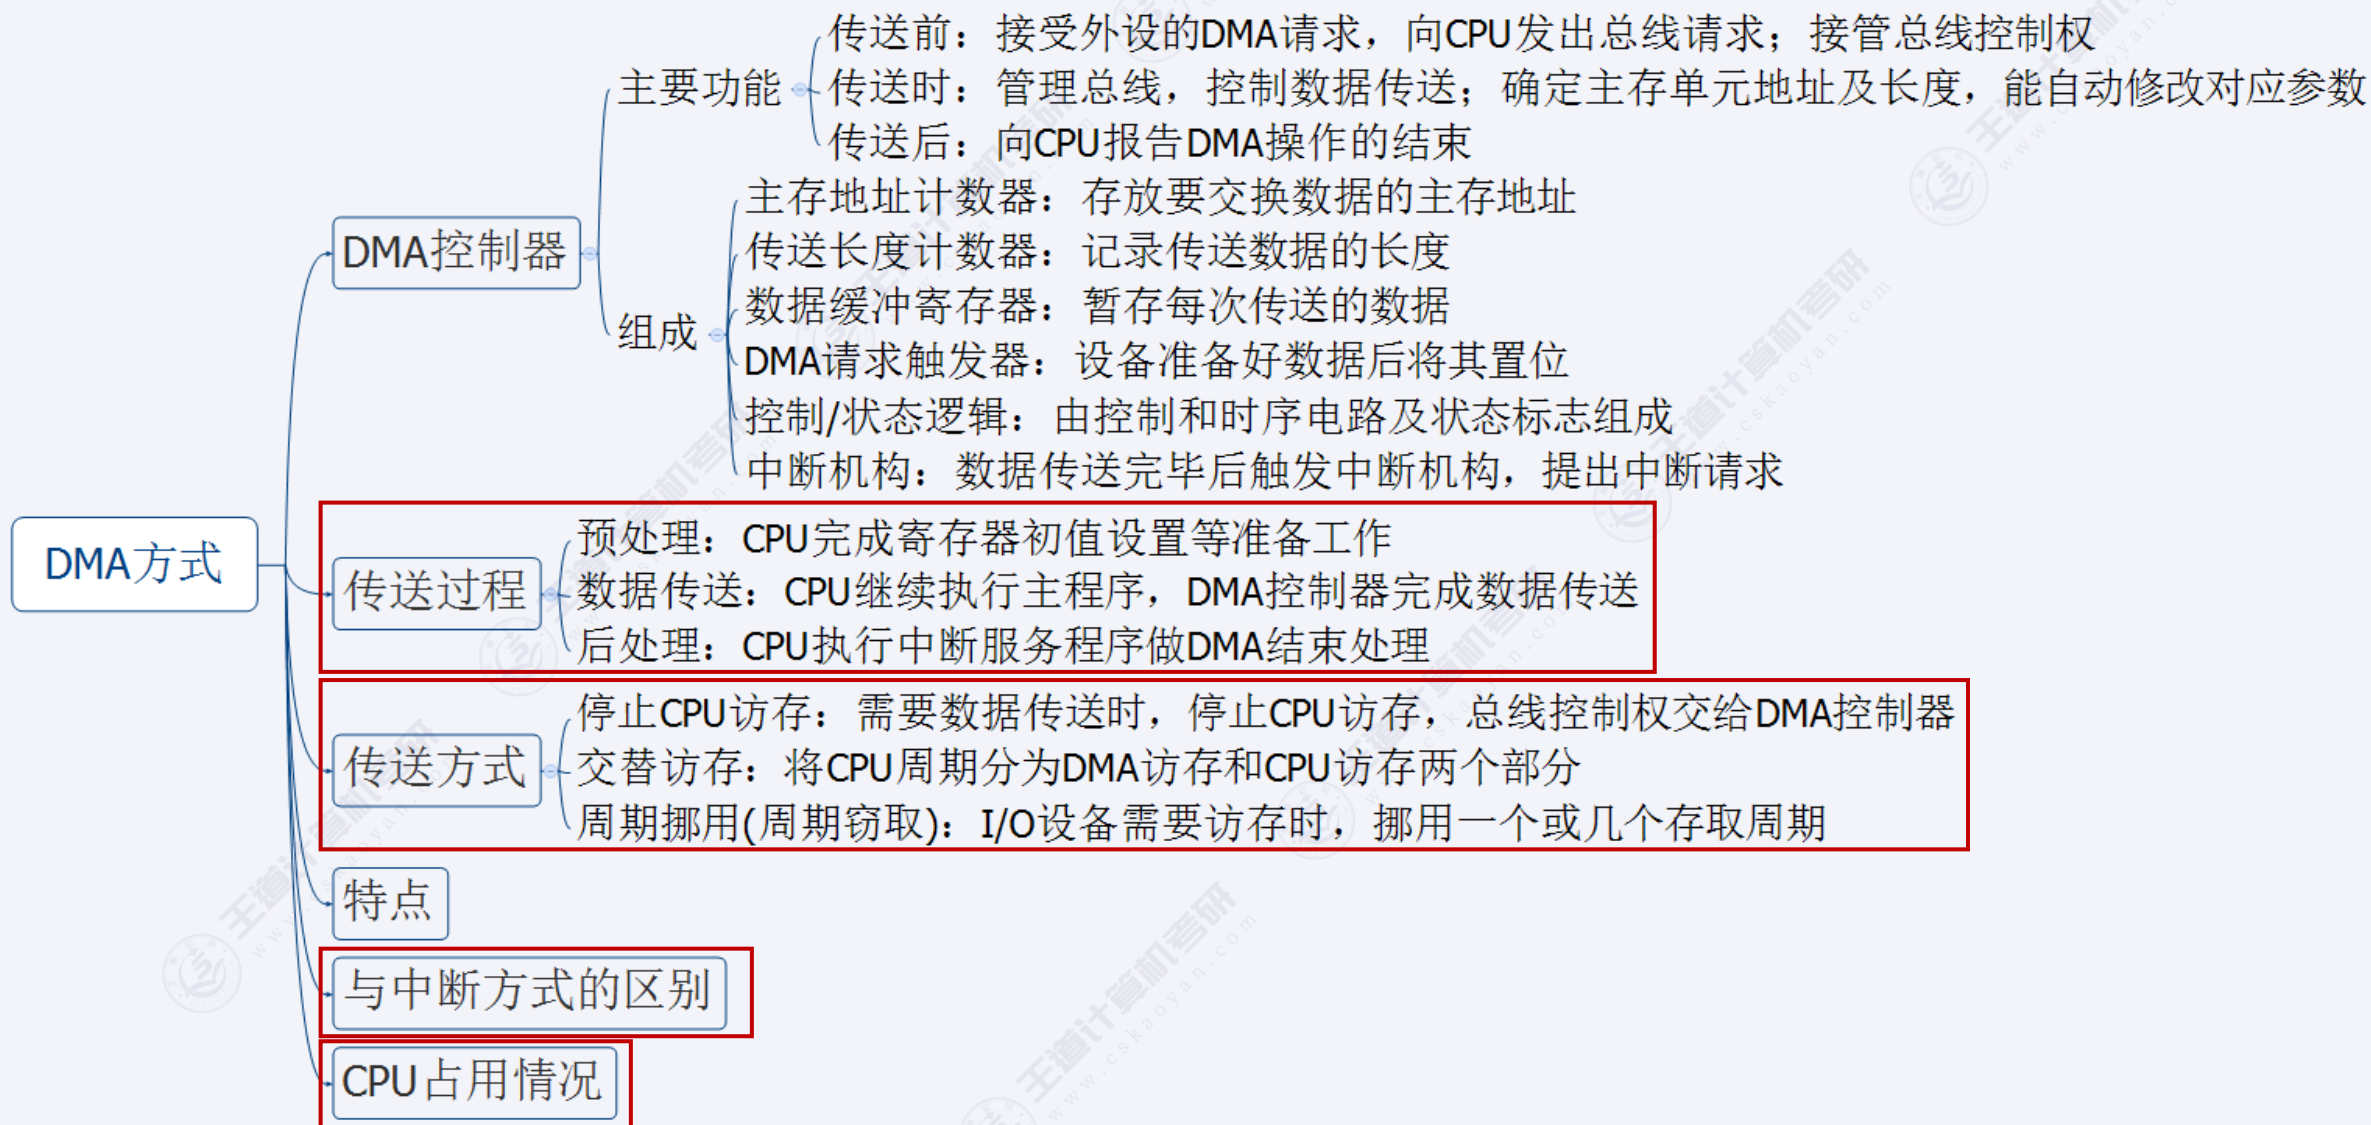 传送前：接受外设的DMA请求，向CPU发出总线请求；接管总线控制权
主要功能
传送时：管理总线，控制数据传送；确定主存单元地址及长度，能自动修改对应参数
传送后：向CPU报告DMA操作的结束
DMA控制器
主存地址计数器：存放要交换数据的主存地址
传送长度计数器：记录传送数据的长度
数据缓冲寄存器：暂存每次传送的数据
组成
DMA请求触发器：设备准备好数据后将其置位
控制/状态逻辑：由控制和时序电路及状态标志组成
中断机构：数据传送完毕后触发中断机构，提出中断请求
DMA方式
传送过程
预处理：CPU完成寄存器初值设置等准备工作
数据传送：CPU继续执行主程序，DMA控制器完成数据传送
后处理：CPU执行中断服务程序做DMA结束处理
传送方式
停止CPU访存：需要数据传送时，停止CPU访存，总线控制权交给DMA控制器
交替访存：将CPU周期分为DMA访存和CPU访存两个部分
周期挪用(周期窃取)：I/O设备需要访存时，挪用一个或几个存取周期
特点
与中断方式的区别
CPU占用情况
王道计算机考研
www.cskaoyan.com